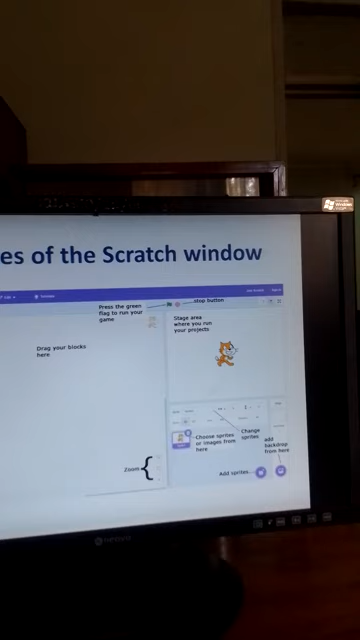 es of the Scratch window
Press the green
flag to run your
game
stop button
Drag your blocks
here
Stage area
where you run
your projects
Choose sprites
or images from
here
Change
sprites
add
backdrop
from here
Zoom
Add sprites